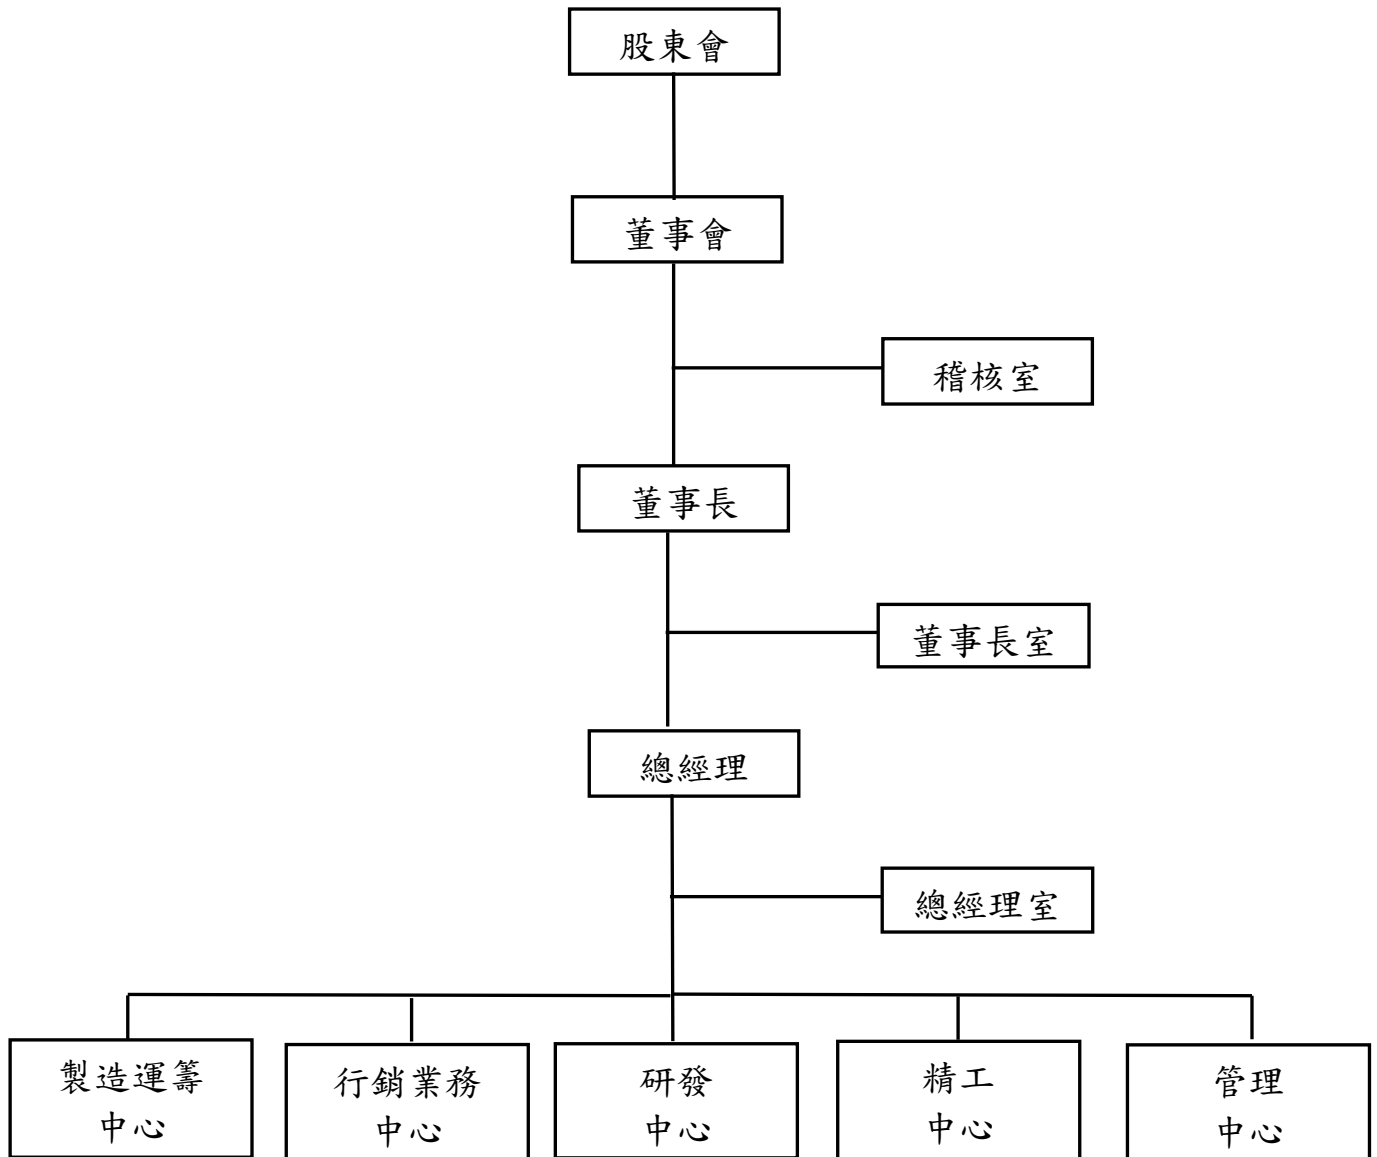 股東會
董事會
稽核室
董事長
董事長室
總經理
總經理室
製造運籌
中心
行銷業務
中心
研發
中心
精工
中心
管理
中心